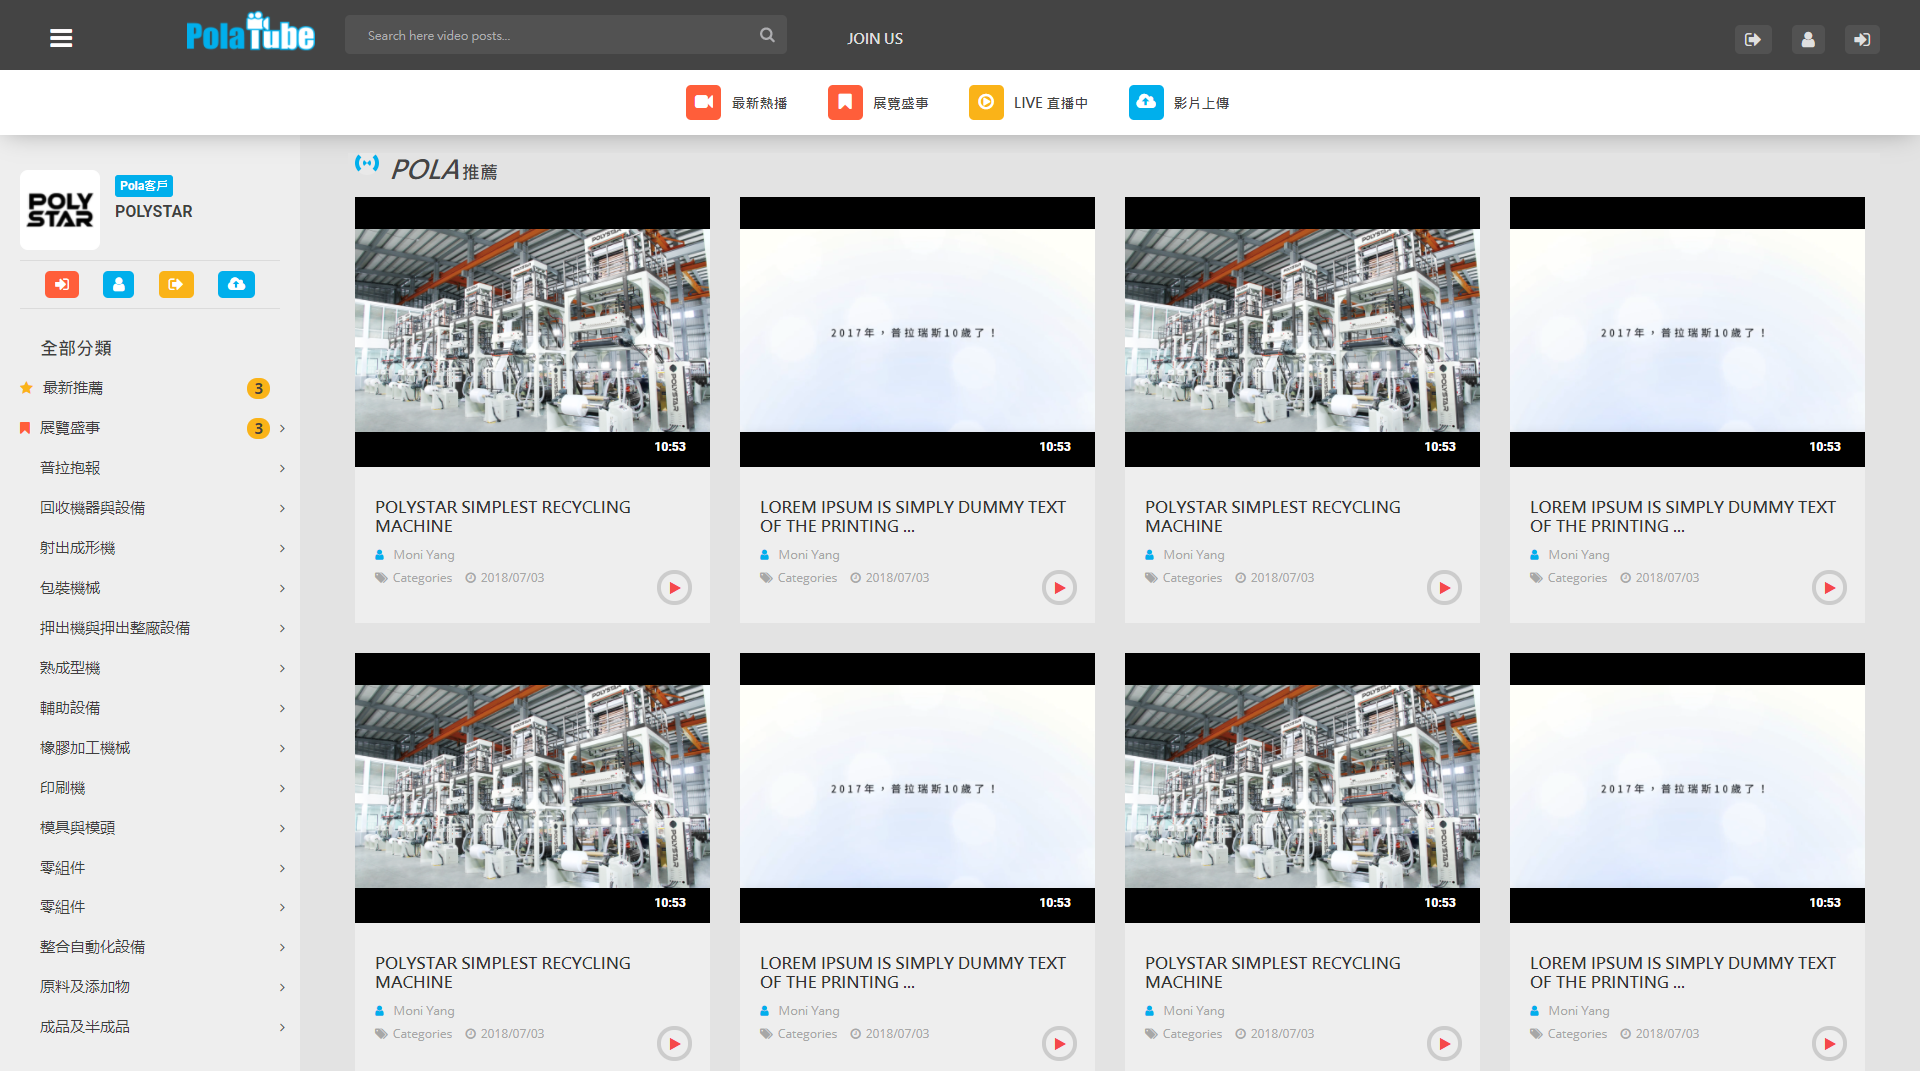 PolaTube
Search here video posts...
JOIN US
最新熱播
展覽盛事
LIVE 直播中
影片上傳
POLY
STAR
Pola客戶
POLYSTAR
全部分類
最新推薦 3
展覽盛事 3
普拉抱報
回收機器與設備
射出成形機
包裝機械
押出機與押出整廠設備
熟成型機
輔助設備
橡膠加工機械
印刷機
模具與模頭
零組件
零組件
整合自動化設備
原料及添加物
成品及半成品
POLA推薦
POLYSTAR
POLYSTAR
10:53
POLYSTAR SIMPLEST RECYCLING
MACHINE
Moni Yang
Categories 2018/07/03
2017年，普拉瑞斯10歲了！
10:53
LOREM IPSUM IS SIMPLY DUMMY TEXT
OF THE PRINTING ...
Moni Yang
Categories 2018/07/03
POLYSTAR
POLYSTAR
10:53
POLYSTAR SIMPLEST RECYCLING
MACHINE
Moni Yang
Categories 2018/07/03
2017年，普拉瑞斯10歲了！
10:53
LOREM IPSUM IS SIMPLY DUMMY TEXT
OF THE PRINTING ...
Moni Yang
Categories 2018/07/03
POLYSTAR
POLYSTAR
10:53
POLYSTAR SIMPLEST RECYCLING
MACHINE
Moni Yang
Categories 2018/07/03
2017年，普拉瑞斯10歲了！
10:53
LOREM IPSUM IS SIMPLY DUMMY TEXT
OF THE PRINTING ...
Moni Yang
Categories 2018/07/03
POLYSTAR
POLYSTAR
10:53
POLYSTAR SIMPLEST RECYCLING
MACHINE
Moni Yang
Categories 2018/07/03
2017年，普拉瑞斯10歲了！
10:53
LOREM IPSUM IS SIMPLY DUMMY TEXT
OF THE PRINTING ...
Moni Yang
Categories 2018/07/03